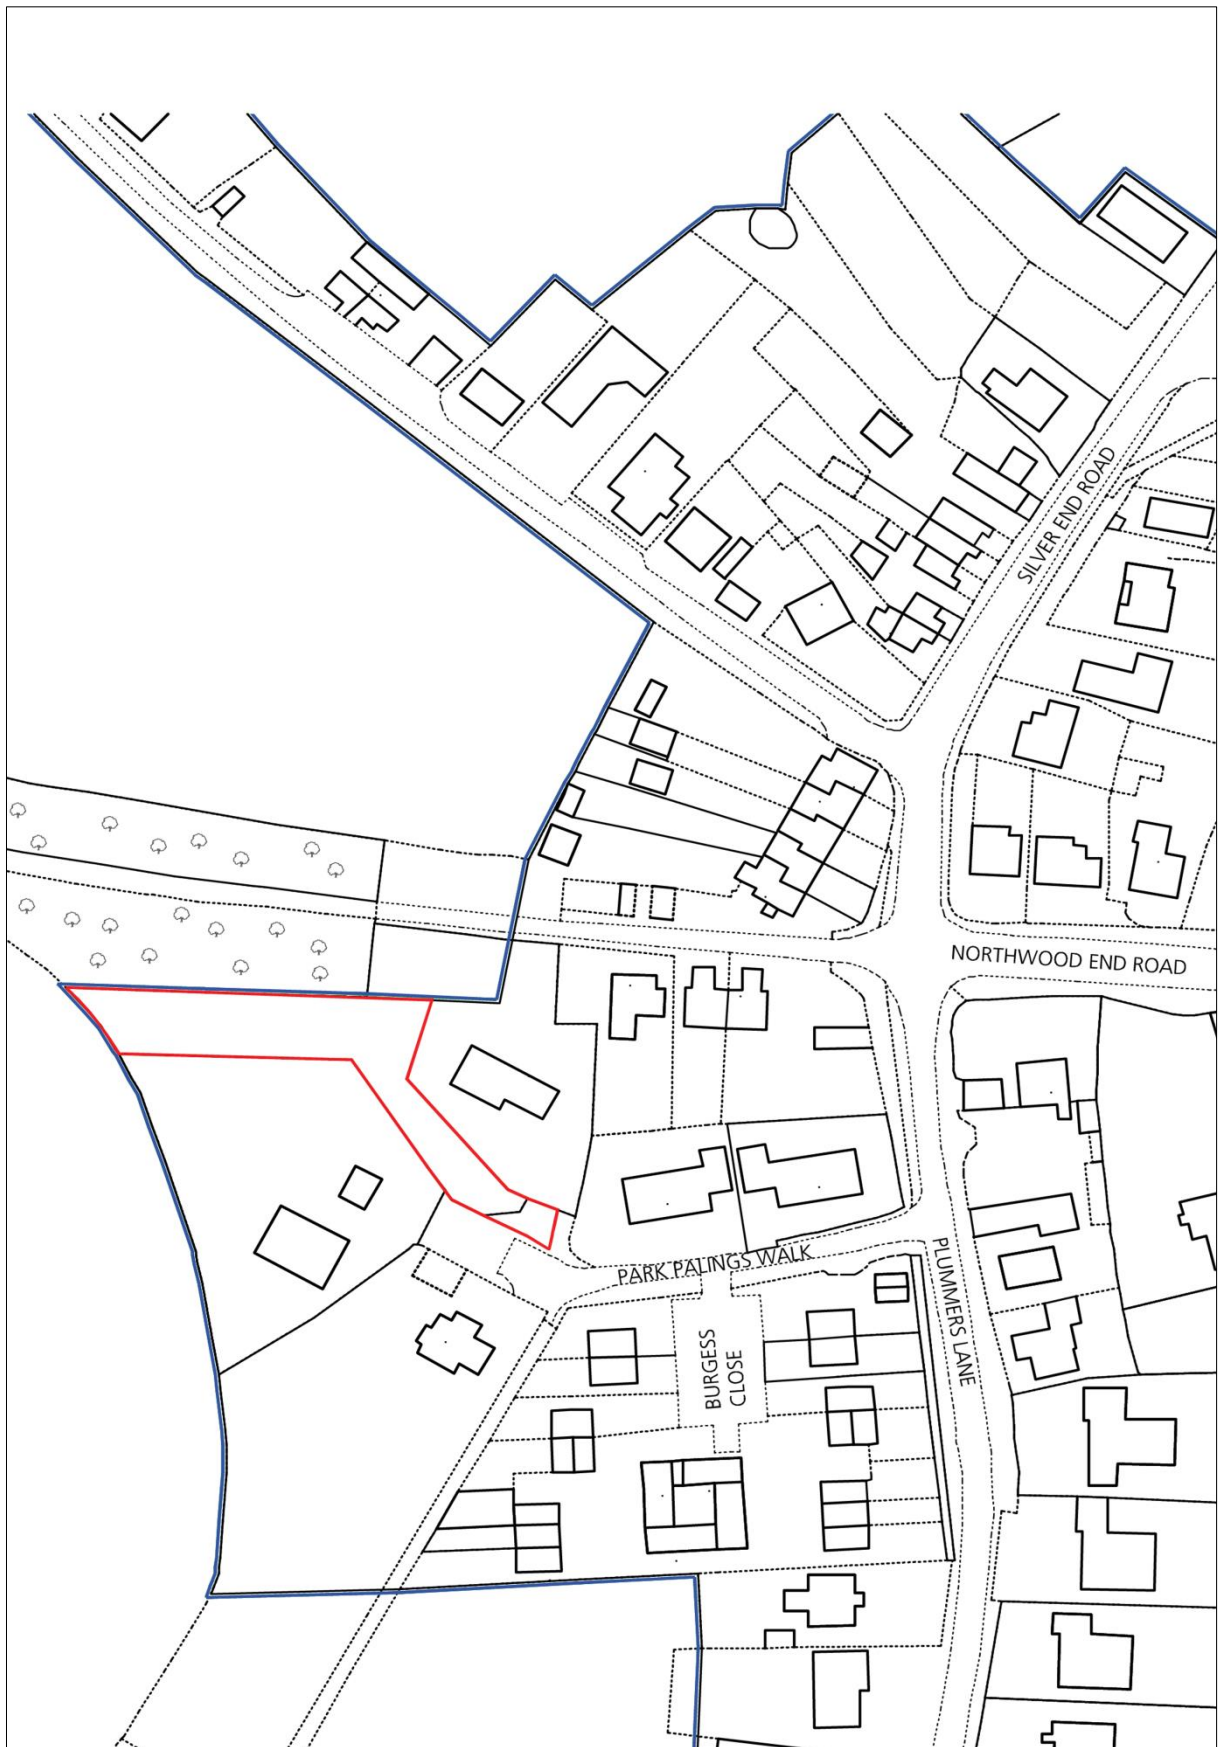 SILVER END ROAD
NORTHWOOD END ROAD
PARK PALINGS WALK
PLUMMERS LANE
BURGESS
CLOSE